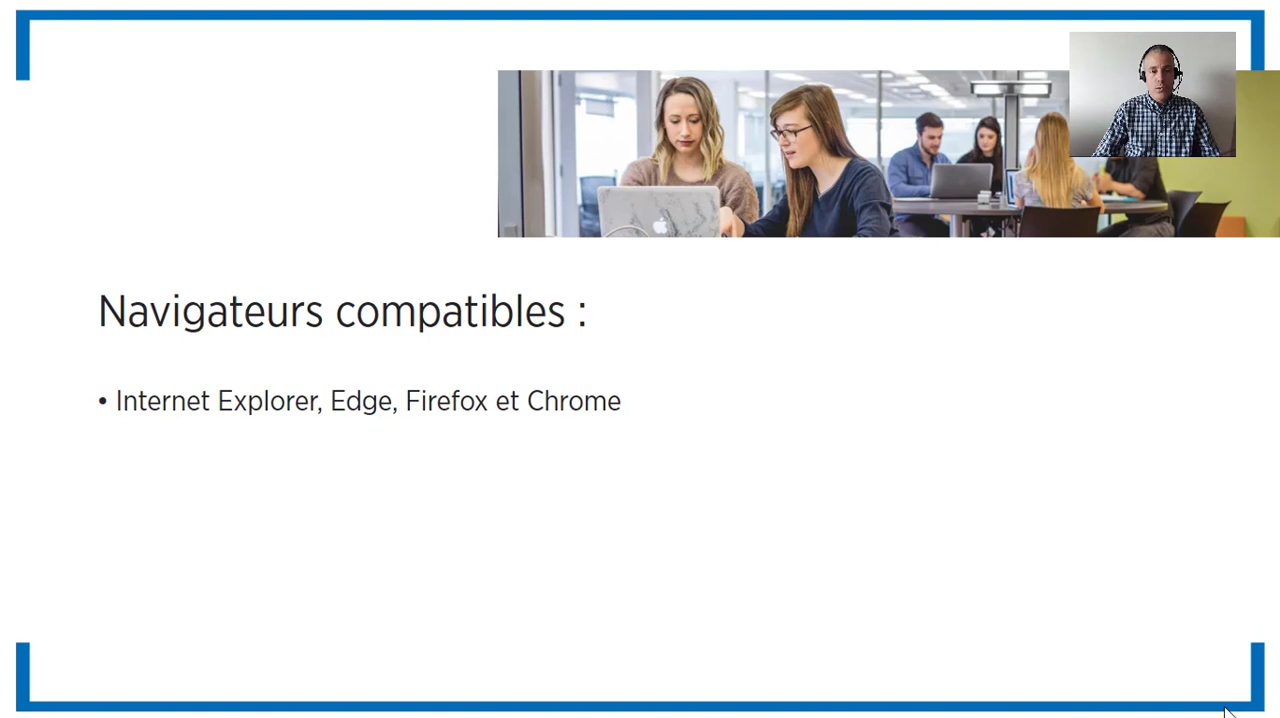 Navigateurs compatibles :
• Internet Explorer, Edge, Firefox et Chrome